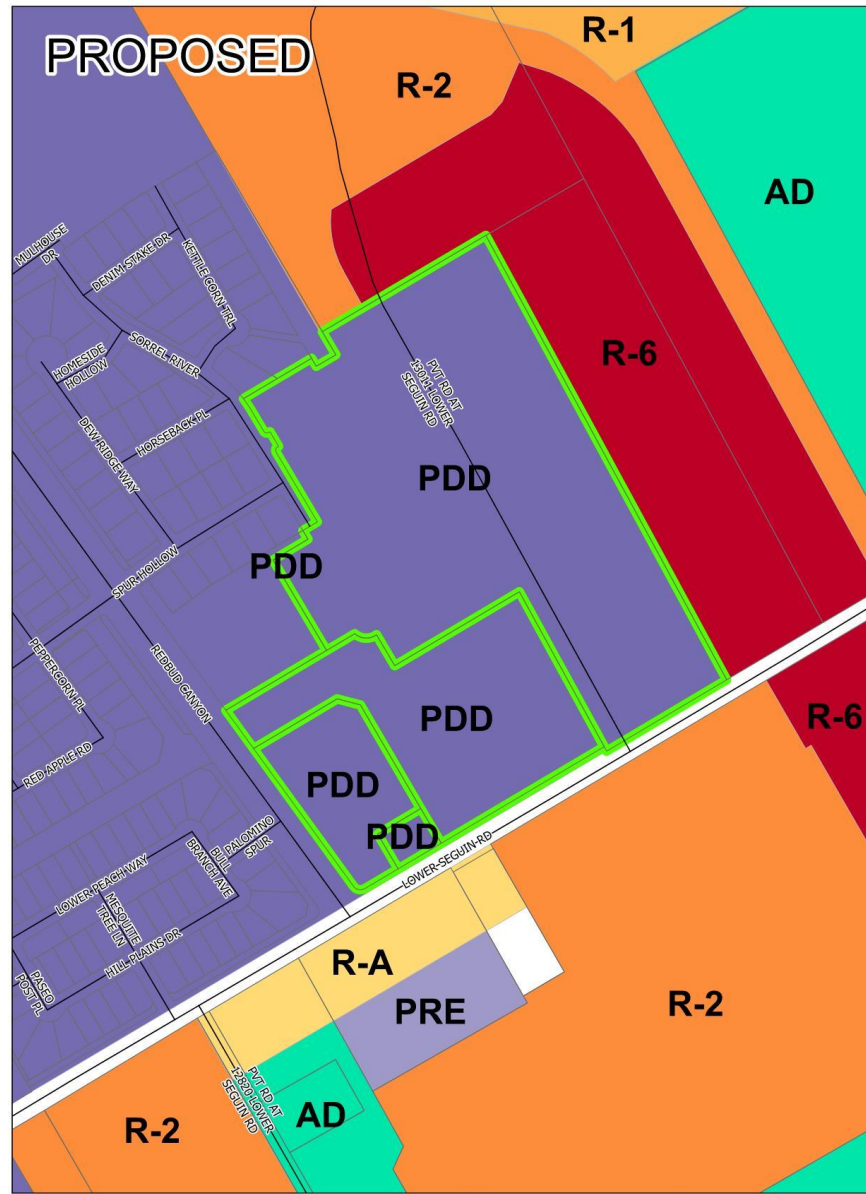 PROPOSED
R-1
R-2
AD
MULHOUSE
DR
DENIM STAKE DR
KETTLE CORN TRL
SORREL RIVER
HOMESIDE
HOLLOW
R-6
PVT RD AT
13011 LOWER
SEGUIN RD
HORSEBACK PL
DEW RIDGE WAY
PDD
SPUR HOLLOW
PDD
PEPPERCORN PL
REDBUD CANYON
PDD
R-6
RED APPLE RD
PDD
PDD
PALOMINO
SPUR
BULL
BRANCH AVE
LOWER PEACH WAY
LOWER-SEGUIN-RD
MESQUITE
TREE LN
HILL PLAINS DR
R-A
PASEO
POST PL
PRE
R-2
PVT RD AT
12820 LOWER
SEGUIN RD
AD
R-2